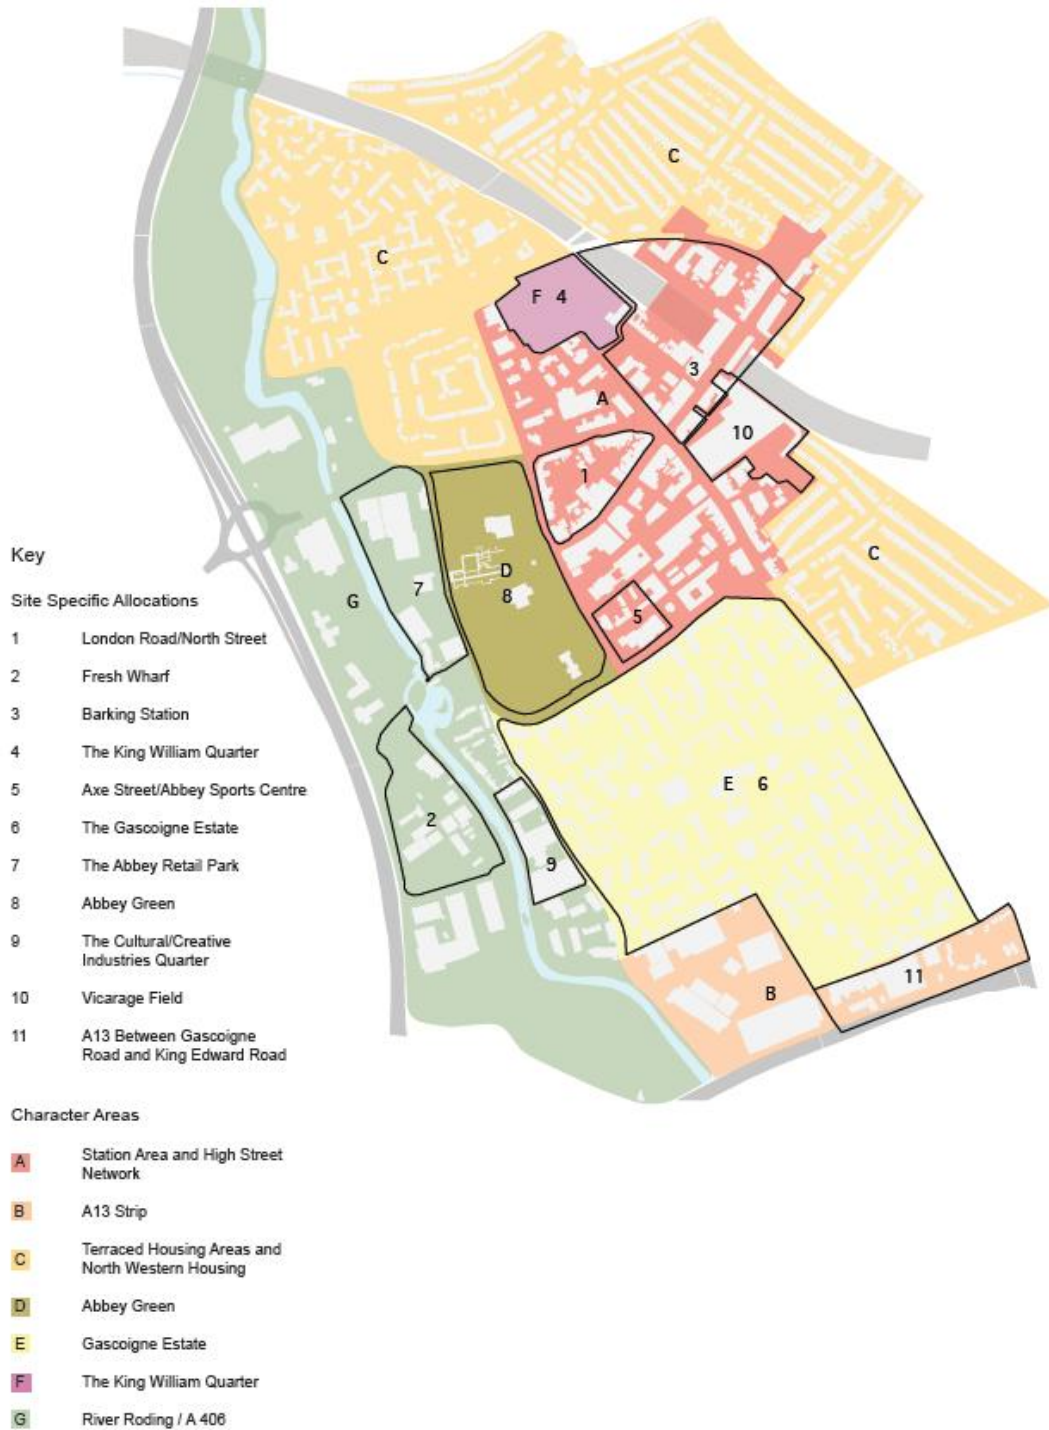 C
C
F 4
3
A
10
1
C
D
8
7
G
5
E 6
2
9
11
B
Key
Site Specific Allocations
1 London Road/North Street
2 Fresh Wharf
3 Barking Station
4 The King William Quarter
5 Axe Street/Abbey Sports Centre
6 The Gascoigne Estate
7 The Abbey Retail Park
8 Abbey Green
9 The Cultural/Creative
Industries Quarter
10 Vicarage Field
11 A13 Between Gascoigne
Road and King Edward Road
Character Areas
A Station Area and High Street
Network
B A13 Strip
C Terraced Housing Areas and
North Western Housing
D Abbey Green
E Gascoigne Estate
F The King William Quarter
G River Roding / A 406